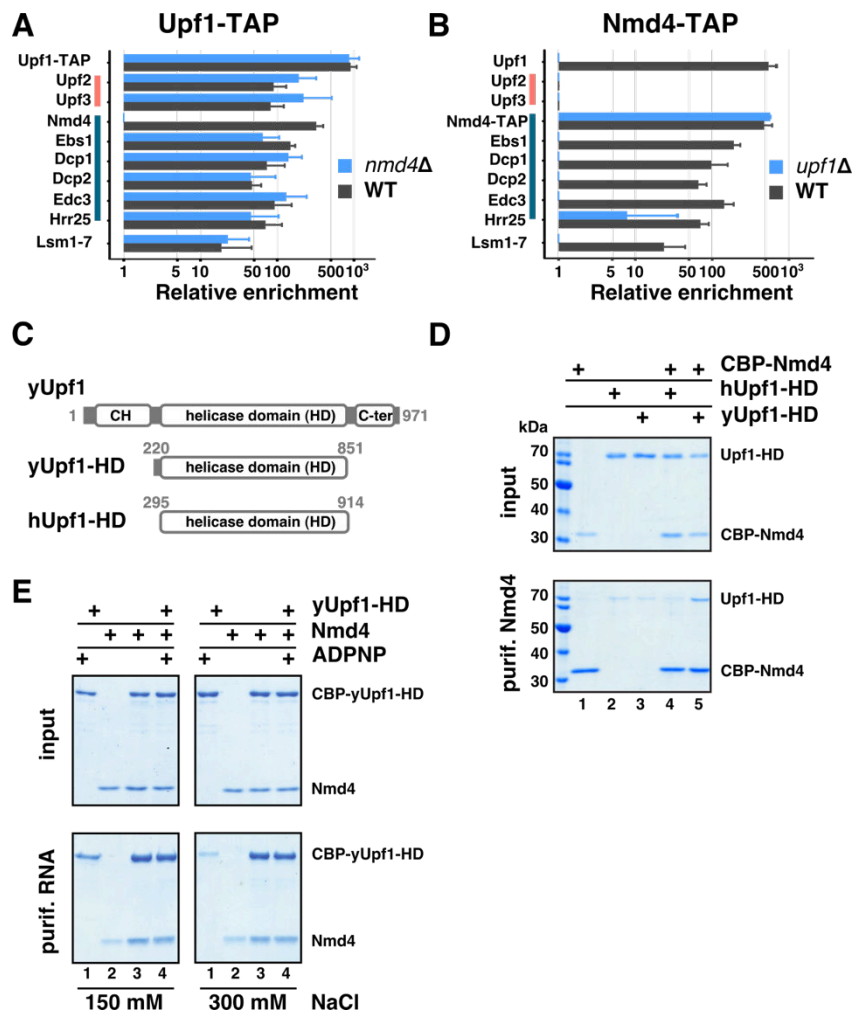 A Upf1-TAP
Upf1-TAP
Upf2
Upf3
Nmd4
Ebs1
Dcp1
Dcp2
Edc3
Hrr25
Lsm1-7
nmd4Δ
WT
1 5 10 50 100 500 10³
Relative enrichment
B Nmd4-TAP
Upf1
Upf2
Upf3
Nmd4-TAP
Ebs1
Dcp1
Dcp2
Edc3
Hrr25
Lsm1-7
upf1Δ
WT
1 5 10 50 100 500 10³
Relative enrichment
C
yUpf1
1 CH helicase domain (HD) C-ter 971
220 851
yUpf1-HD helicase domain (HD)
295 914
hUpf1-HD helicase domain (HD)
D
+ + + CBP-Nmd4
+ + hUpf1-HD
+ + yUpf1-HD
kDa
input
70
50
40
30
Upf1-HD
CBP-Nmd4
purif. Nmd4
70
50
40
30
Upf1-HD
CBP-Nmd4
1 2 3 4 5
E
+ + + + yUpf1-HD
+ + + + + + Nmd4
+ + + + ADPNP
input
CBP-yUpf1-HD
Nmd4
purif. RNA
CBP-yUpf1-HD
Nmd4
1 2 3 4 1 2 3 4
150 mM 300 mM NaCl